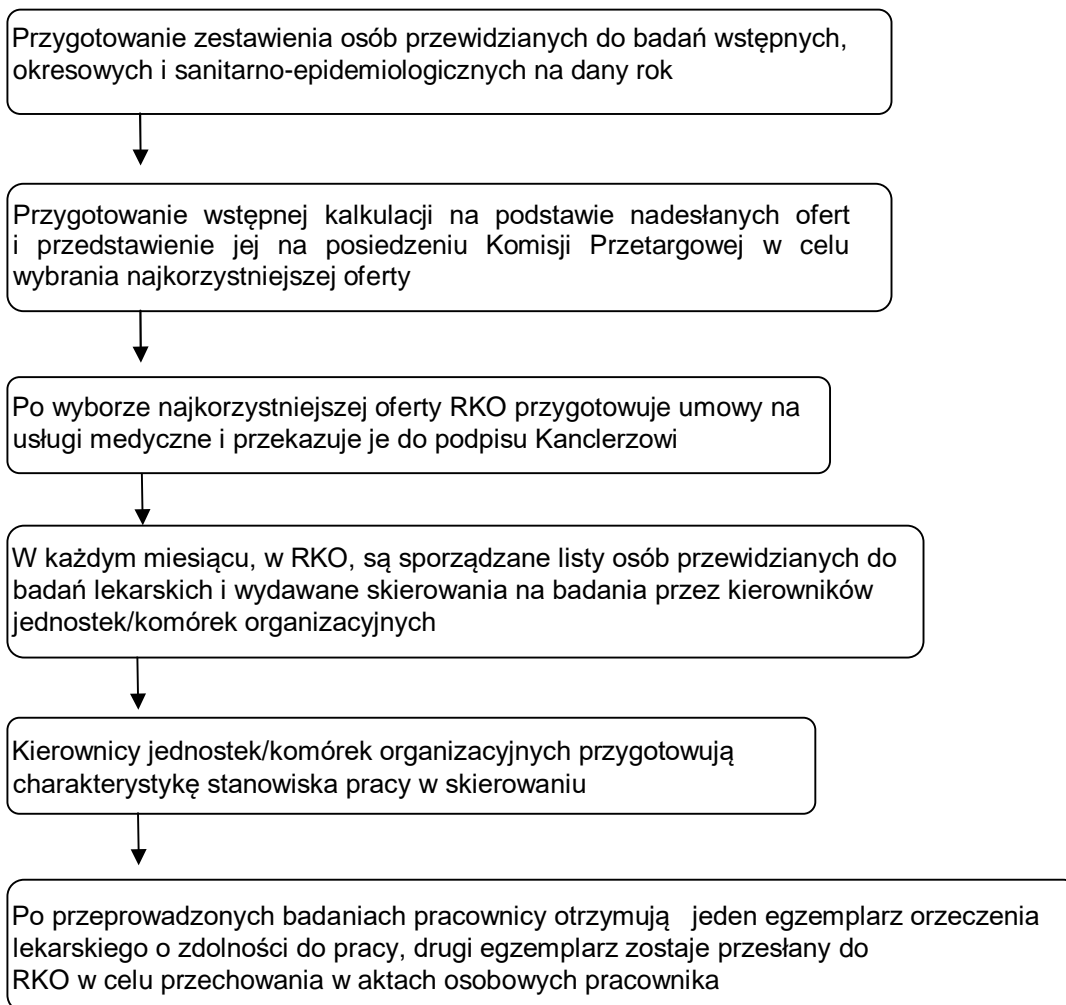 Przygotowanie zestawienia osób przewidzianych do badań wstępnych,
okresowych i sanitarno-epidemiologicznych na dany rok
Przygotowanie wstępnej kalkulacji na podstawie nadesłanych ofert
i przedstawienie jej na posiedzeniu Komisji Przetargowej w celu
wybrania najkorzystniejszej oferty
Po wyborze najkorzystniejszej oferty RKO przygotowuje umowy na
usługi medyczne i przekazuje je do podpisu Kanclerzowi
W każdym miesiącu, w RKO, są sporządzane listy osób przewidzianych do
badań lekarskich i wydawane skierowania na badania przez kierowników
jednostek/komórek organizacyjnych
Kierownicy jednostek/komórek organizacyjnych przygotowują
charakterystykę stanowiska pracy w skierowaniu
Po przeprowadzonych badaniach pracownicy otrzymują jeden egzemplarz orzeczenia
lekarskiego o zdolności do pracy, drugi egzemplarz zostaje przesłany do
RKO w celu przechowania w aktach osobowych pracownika